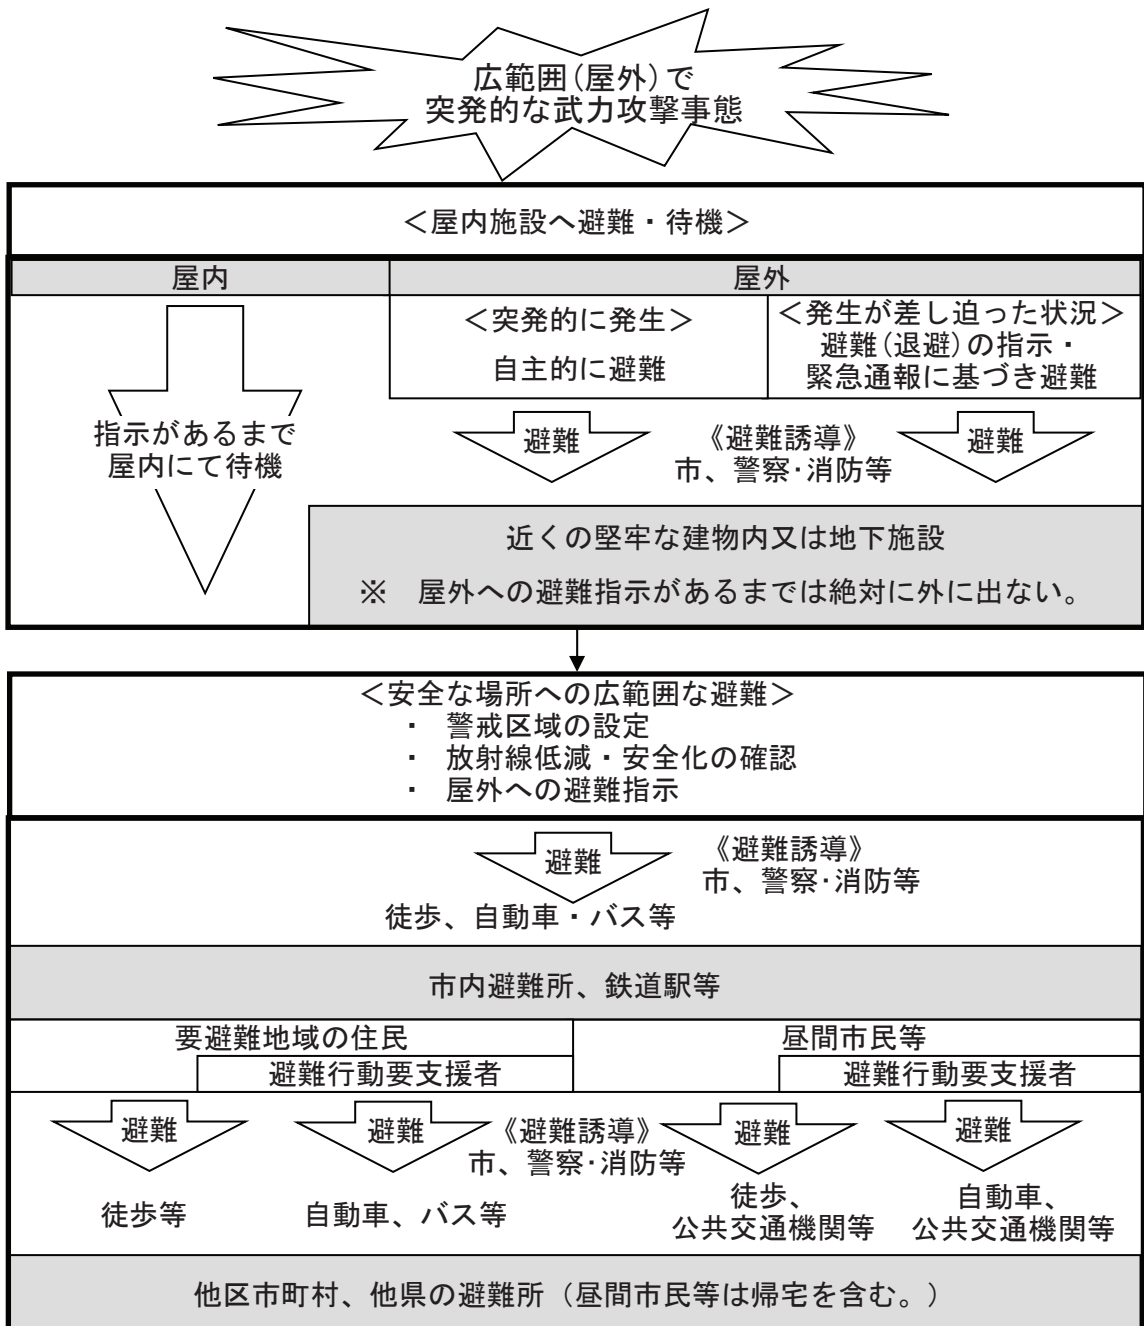 広範囲(屋外)で
突発的な武力攻撃事態
＜屋内施設へ避難・待機＞
屋内
屋外
指示があるまで
屋内にて待機
＜突発的に発生＞
自主的に避難
＜発生が差し迫った状況＞
避難(退避)の指示・
緊急通報に基づき避難
避難
《避難誘導》
市、警察･消防等
避難
近くの堅牢な建物内又は地下施設
※　屋外への避難指示があるまでは絶対に外に出ない。
＜安全な場所への広範囲な避難＞
・　警戒区域の設定
・　放射線低減・安全化の確認
・　屋外への避難指示
避難
《避難誘導》
市、警察･消防等
徒歩、自動車・バス等
市内避難所、鉄道駅等
要避難地域の住民
避難行動要支援者
昼間市民等
避難行動要支援者
避難
避難
《避難誘導》
市、警察･消防等
避難
避難
徒歩等
自動車、バス等
徒歩、
公共交通機関等
自動車、
公共交通機関等
他区市町村、他県の避難所（昼間市民等は帰宅を含む。）